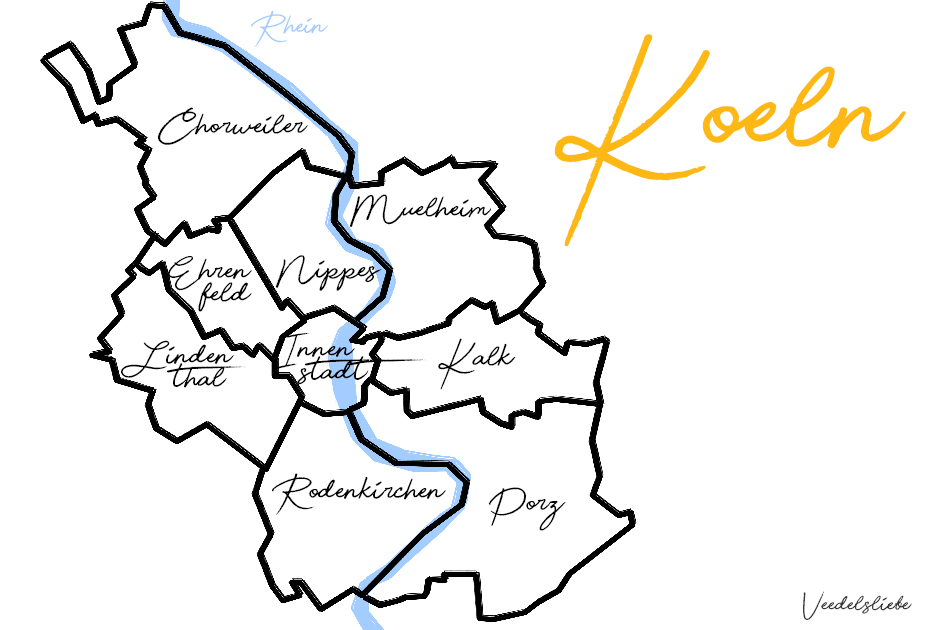 Rhein
Koeln
Chorweiler
Muelheim
Ehren
feld
Nippes
Linden
thal
Innen
stadt
Kalk
Rodenkirchen
Porz
Veedelsliebe